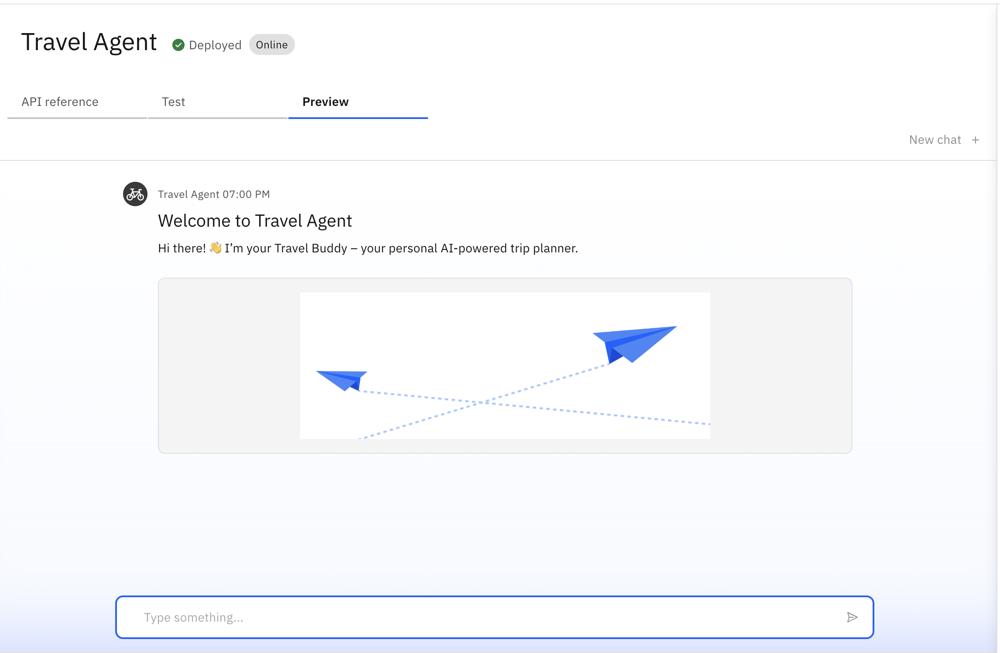 Travel Agent Deployed Online
API reference Test Preview
New chat +
Travel Agent 07:00 PM
Welcome to Travel Agent
Hi there! 👋 I’m your Travel Buddy – your personal AI-powered trip planner.
Type something...